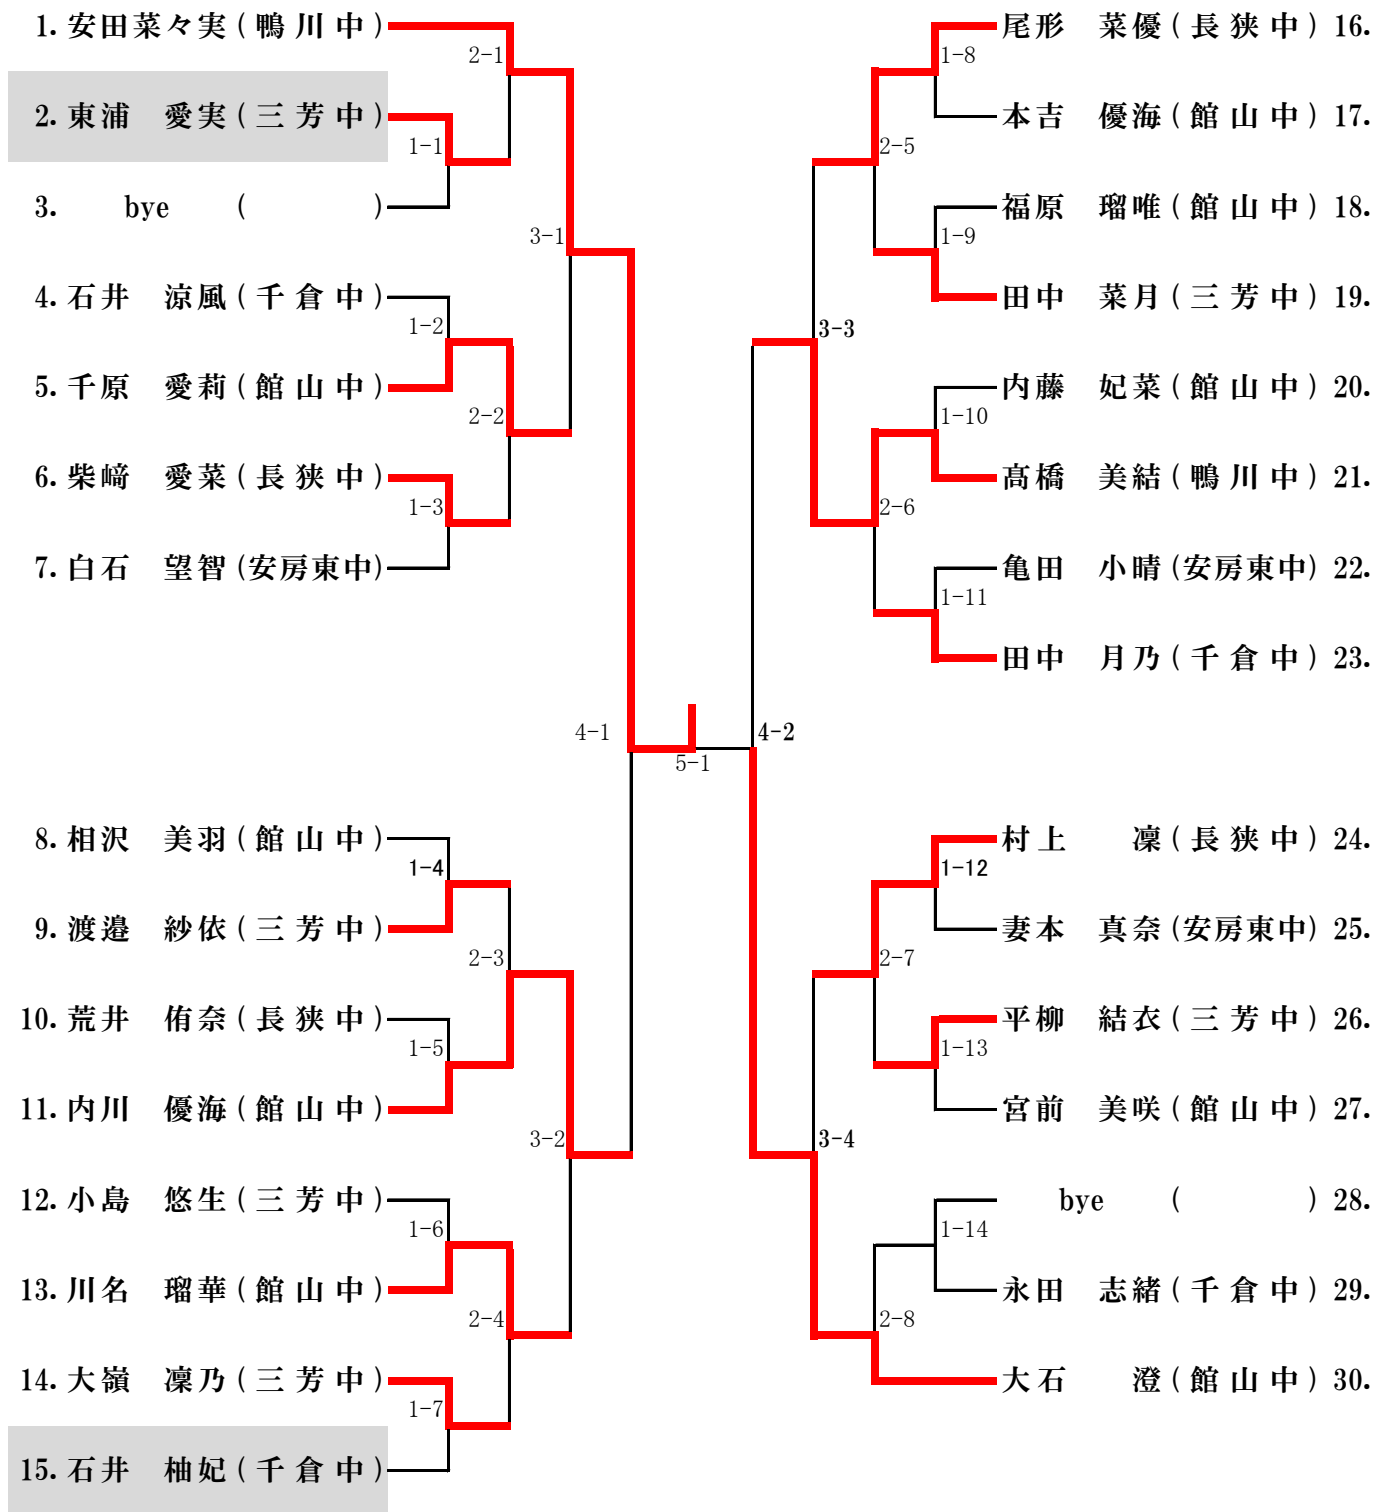 1. 安田菜々実 ( 鴨 川 中 )
2-1
2. 東浦 愛実 ( 三 芳 中 )
1-1
3. bye ( )
3-1
4. 石井 涼風 ( 千 倉 中 )
1-2
5. 千原 愛莉 ( 館 山 中 )
2-2
6. 柴﨑 愛菜 ( 長 狭 中 )
1-3
7. 白石 望智 (安房東中)
4-1
5-1
8. 相沢 美羽 ( 館 山 中 )
1-4
9. 渡邉 紗依 ( 三 芳 中 )
2-3
10. 荒井 侑奈 ( 長 狭 中 )
1-5
11. 内川 優海 ( 館 山 中 )
3-2
12. 小島 悠生 ( 三 芳 中 )
1-6
13. 川名 瑠華 ( 館 山 中 )
2-4
14. 大嶺 凜乃 ( 三 芳 中 )
1-7
15. 石井 柚妃 ( 千 倉 中 )
尾形 菜優 ( 長 狭 中 ) 16.
1-8
本吉 優海 ( 館 山 中 ) 17.
2-5
福原 瑠唯 ( 館 山 中 ) 18.
1-9
田中 菜月 ( 三 芳 中 ) 19.
3-3
内藤 妃菜 ( 館 山 中 ) 20.
1-10
髙橋 美結 ( 鴨 川 中 ) 21.
2-6
亀田 小晴 (安房東中) 22.
1-11
田中 月乃 ( 千 倉 中 ) 23.
4-2
村上 凜 ( 長 狭 中 ) 24.
1-12
妻本 真奈 (安房東中) 25.
2-7
平柳 結衣 ( 三 芳 中 ) 26.
1-13
宮前 美咲 ( 館 山 中 ) 27.
3-4
bye ( ) 28.
1-14
永田 志緒 ( 千 倉 中 ) 29.
2-8
大石 澄 ( 館 山 中 ) 30.